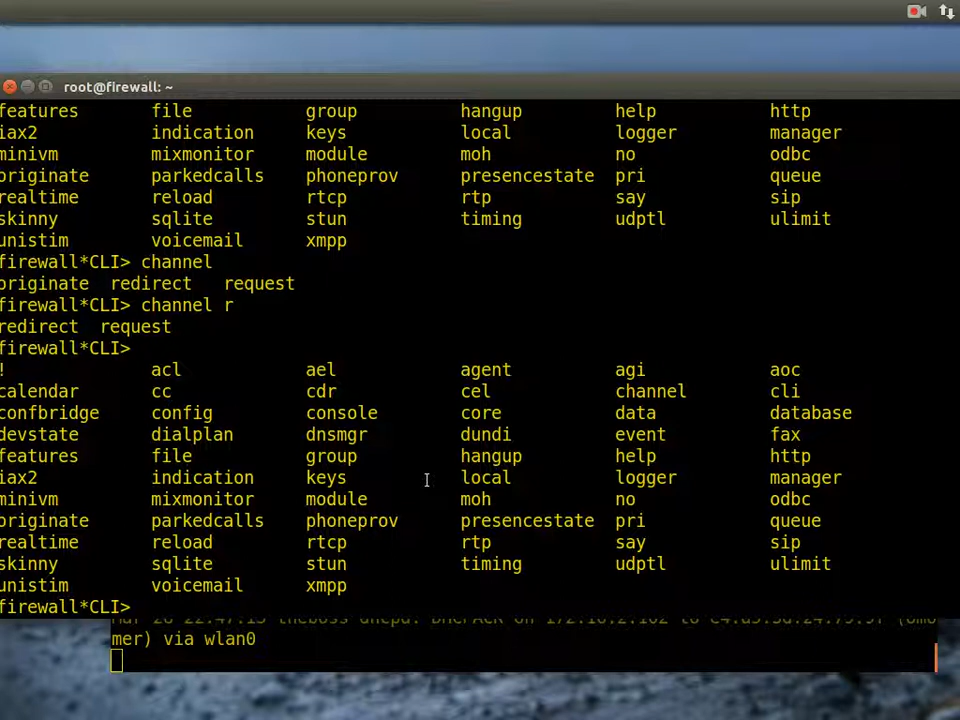 root@firewall: ~
features file group hangup help http
iax2 indication keys local logger manager
minivm mixmonitor module moh no odbc
originate parkedcalls phoneprov presencestate pri queue
realtime reload rtcp rtp say sip
skinny sqlite stun timing udptl ulimit
unistim voicemail xmpp
firewall*CLI> channel
originate redirect request
firewall*CLI> channel r
redirect request
firewall*CLI>
! acl ael agent agi aoc
calendar cc cdr cel channel cli
confbridge config console core data database
devstate dialplan dnsmgr dundi event fax
features file group hangup help http
iax2 indication keys local logger manager
minivm mixmonitor module moh no odbc
originate parkedcalls phoneprov presencestate pri queue
realtime reload rtcp rtp say sip
skinny sqlite stun timing udptl ulimit
unistim voicemail xmpp
firewall*CLI>
mer) via wlan0